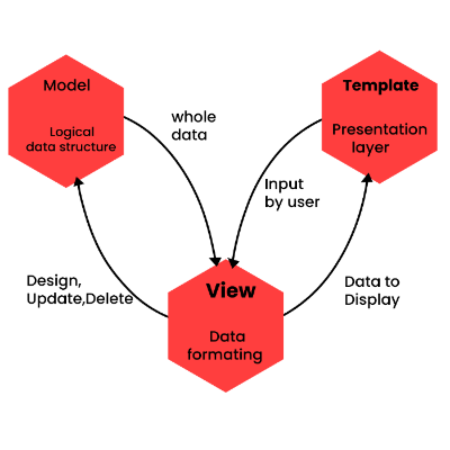 Model
Logical
data structure
whole
data
Template
Presentation
layer
Input
by user
Design,
Update,Delete
View
Data
formating
Data to
Display